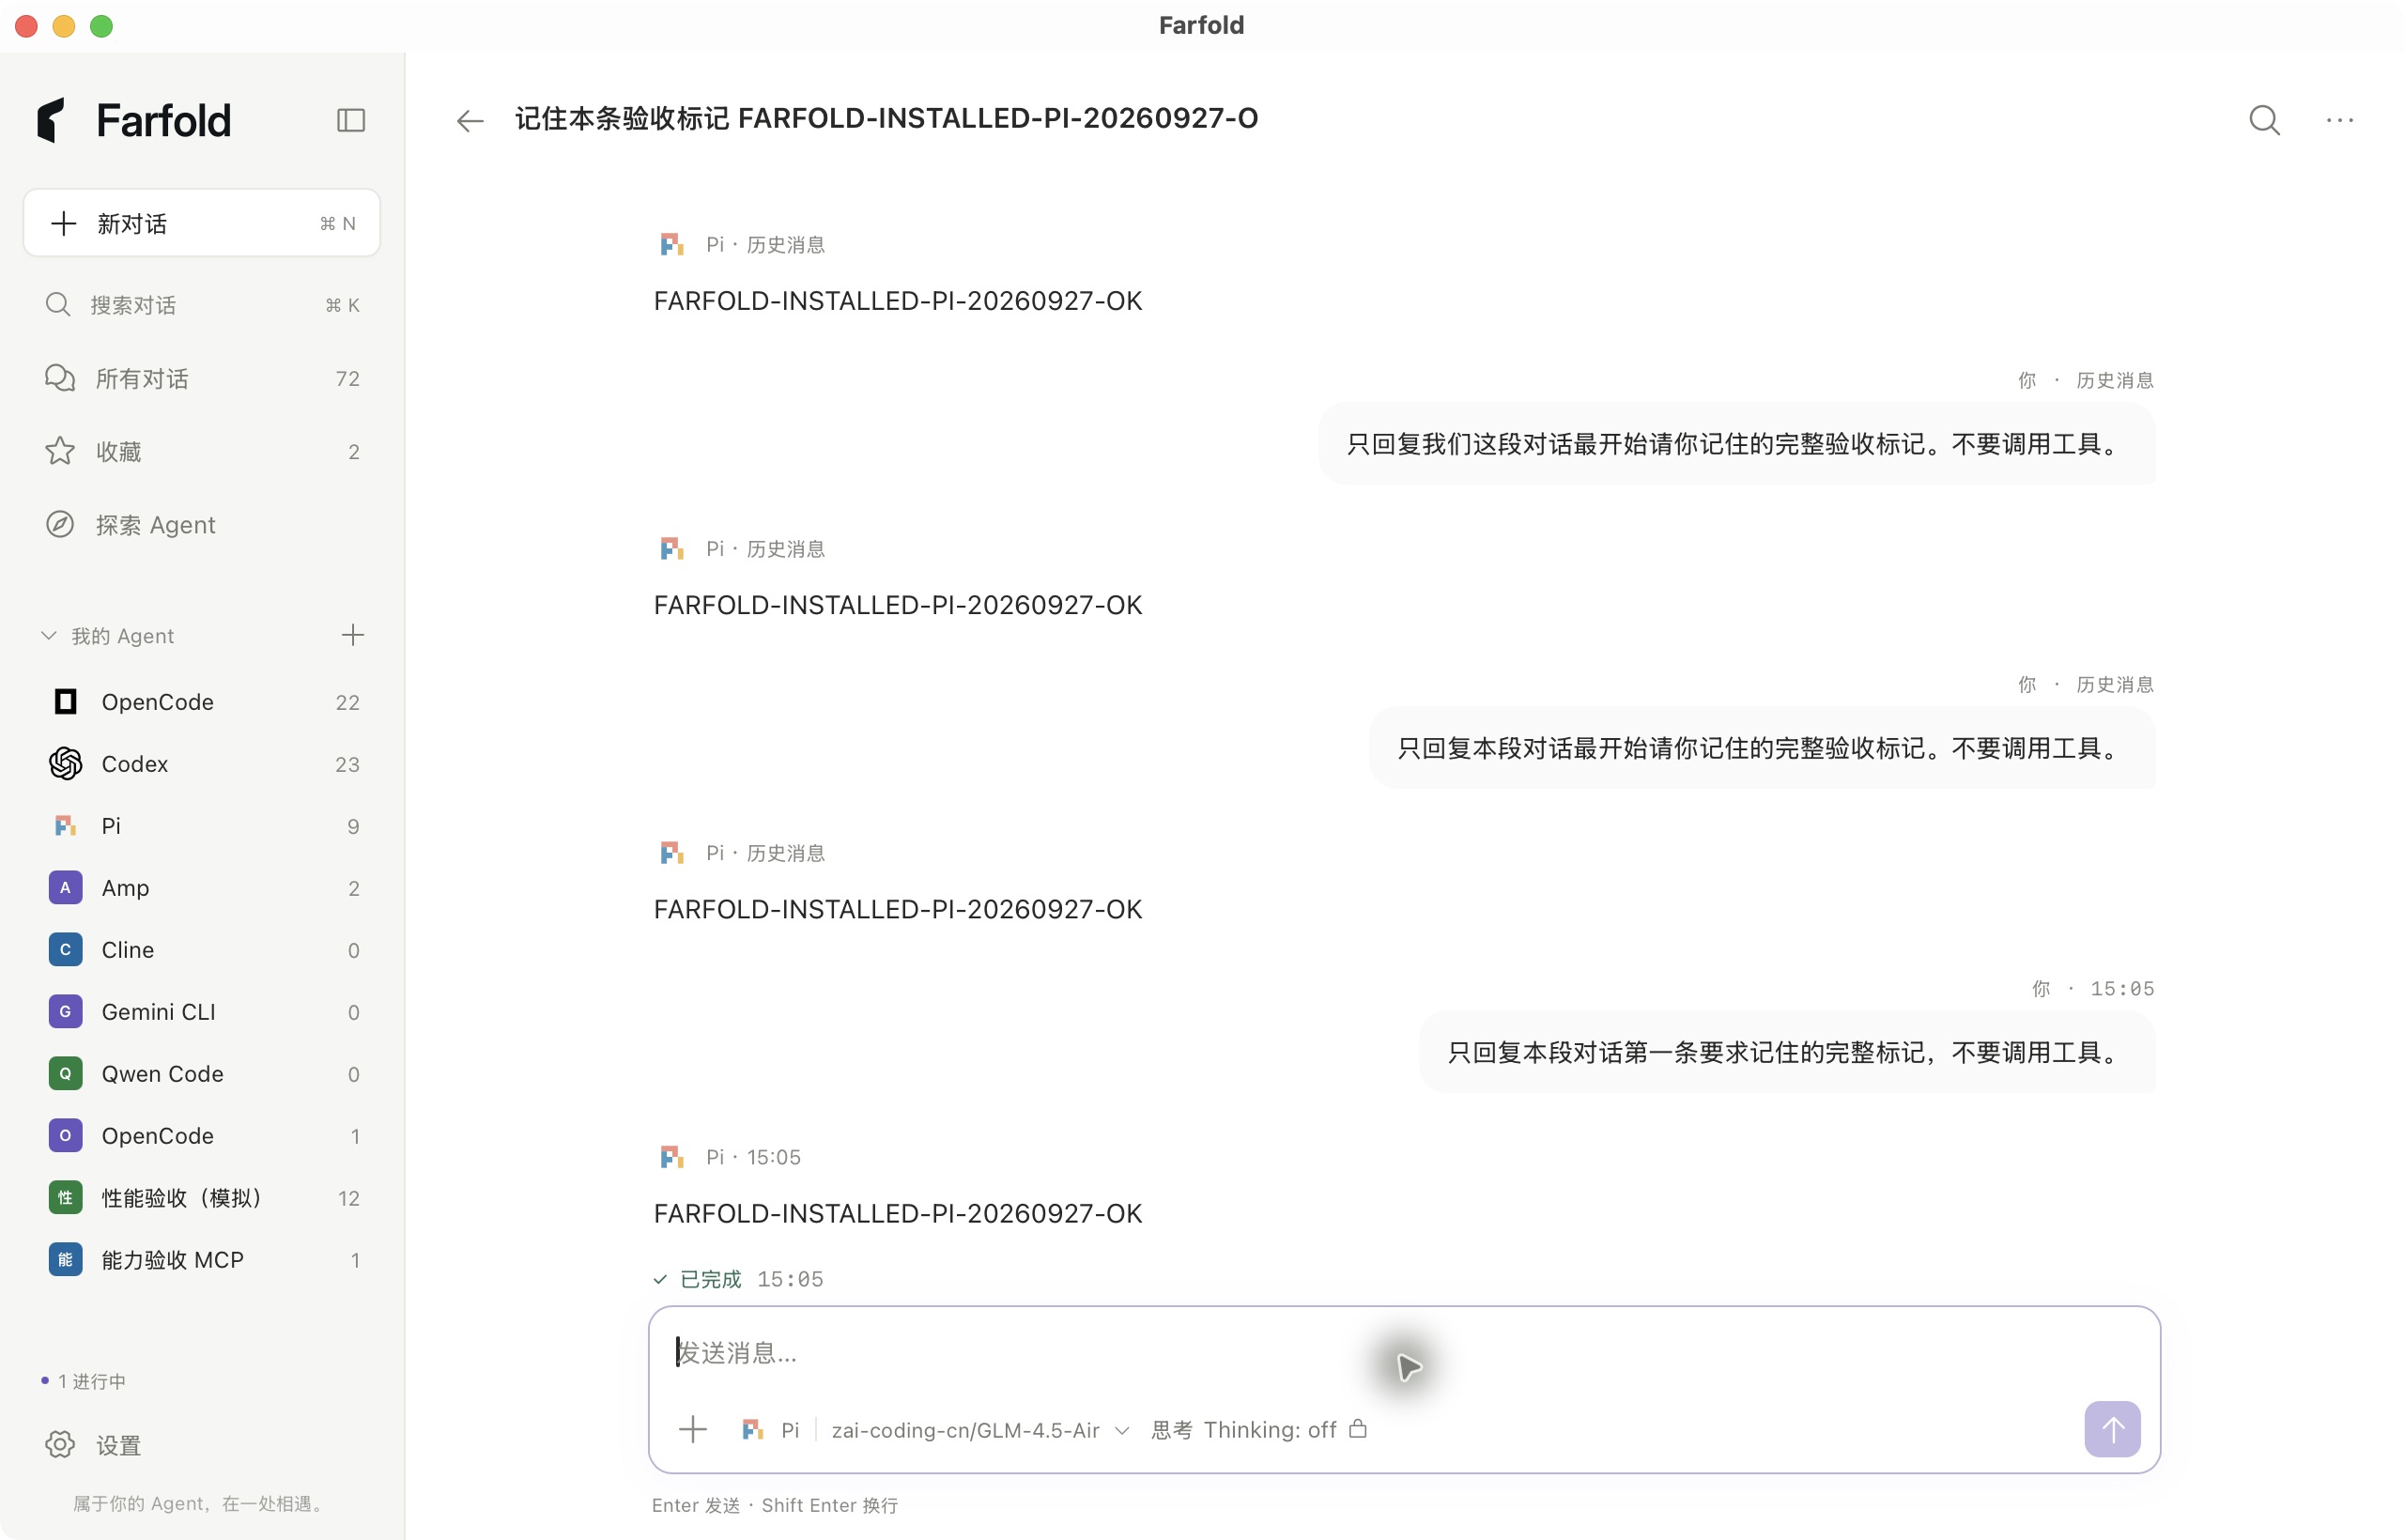 Farfold
Farfold
新对话 ⌘ N
搜索对话 ⌘ K
所有对话 72
收藏 2
探索 Agent
我的 Agent
OpenCode 22
Codex 23
Pi 9
A Amp 2
C Cline 0
G Gemini CLI 0
Q Qwen Code 0
O OpenCode 1
性 性能验收（模拟） 12
能 能力验收 MCP 1
1 进行中
设置
属于你的 Agent，在一处相遇。
记住本条验收标记 FARFOLD-INSTALLED-PI-20260927-O
Pi · 历史消息
FARFOLD-INSTALLED-PI-20260927-OK
你 · 历史消息
只回复我们这段对话最开始请你记住的完整验收标记。不要调用工具。
Pi · 历史消息
FARFOLD-INSTALLED-PI-20260927-OK
你 · 历史消息
只回复本段对话最开始请你记住的完整验收标记。不要调用工具。
Pi · 历史消息
FARFOLD-INSTALLED-PI-20260927-OK
你 · 15:05
只回复本段对话第一条要求记住的完整标记，不要调用工具。
Pi · 15:05
FARFOLD-INSTALLED-PI-20260927-OK
已完成 15:05
发送消息...
Pi zai-coding-cn/GLM-4.5-Air 思考 Thinking: off
Enter 发送 · Shift Enter 换行